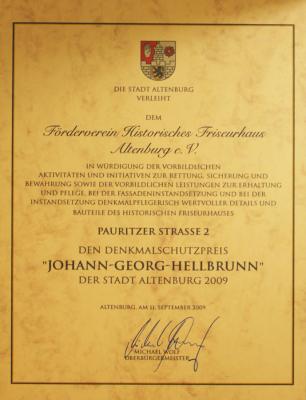 DIE STADT ALTENBURG
VERLEIHT
DEM
Förderverein Historisches Friseurhaus
Altenburg e. V.
IN WÜRDIGUNG DER VORBILDLICHEN
AKTIVITÄTEN UND INITIATIVEN ZUR RETTUNG, SICHERUNG UND
BEWAHRUNG SOWIE DER VORBILDLICHEN LEISTUNGEN ZUR ERHALTUNG
UND PFLEGE, BEI DER FASSADENINSTANDSETZUNG UND BEI DER
INSTANDSETZUNG DENKMALPFLEGERISCH WERTVOLLER DETAILS UND
BAUTEILE DES HISTORISCHEN FRISEURHAUSES
PAURITZER STRASSE 2
DEN DENKMALSCHUTZPREIS
"JOHANN-GEORG-HELLBRUNN"
DER STADT ALTENBURG 2009
ALTENBURG, AM 11. SEPTEMBER 2009
MICHAEL WOLF
OBERBÜRGERMEISTER